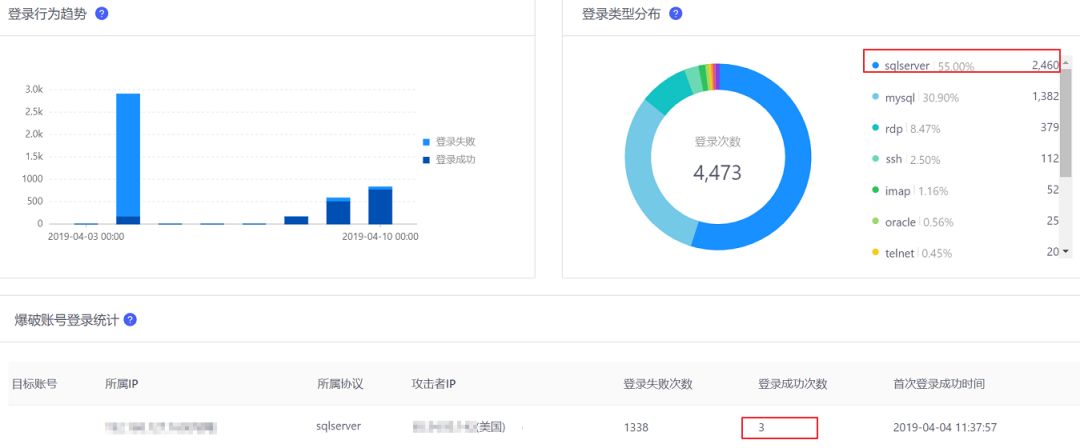 登录行为趋势 ?
登录类型分布 ?
3.0k
2.5k
2.0k
1.5k
1000
500
0
2019-04-03 00:00
2019-04-10 00:00
登录失败
登录成功
登录次数
4,473
sqlserver 55.00% 2,460
mysql 30.90% 1,382
rdp 8.47% 379
ssh 2.50% 112
imap 1.16% 52
oracle 0.56% 25
telnet 0.45% 20
爆破账号登录统计 ?
目标账号 所属IP 所属协议 攻击者IP 登录失败次数 登录成功次数 首次登录成功时间
sqlserver (美国) 1338 3 2019-04-04 11:37:57